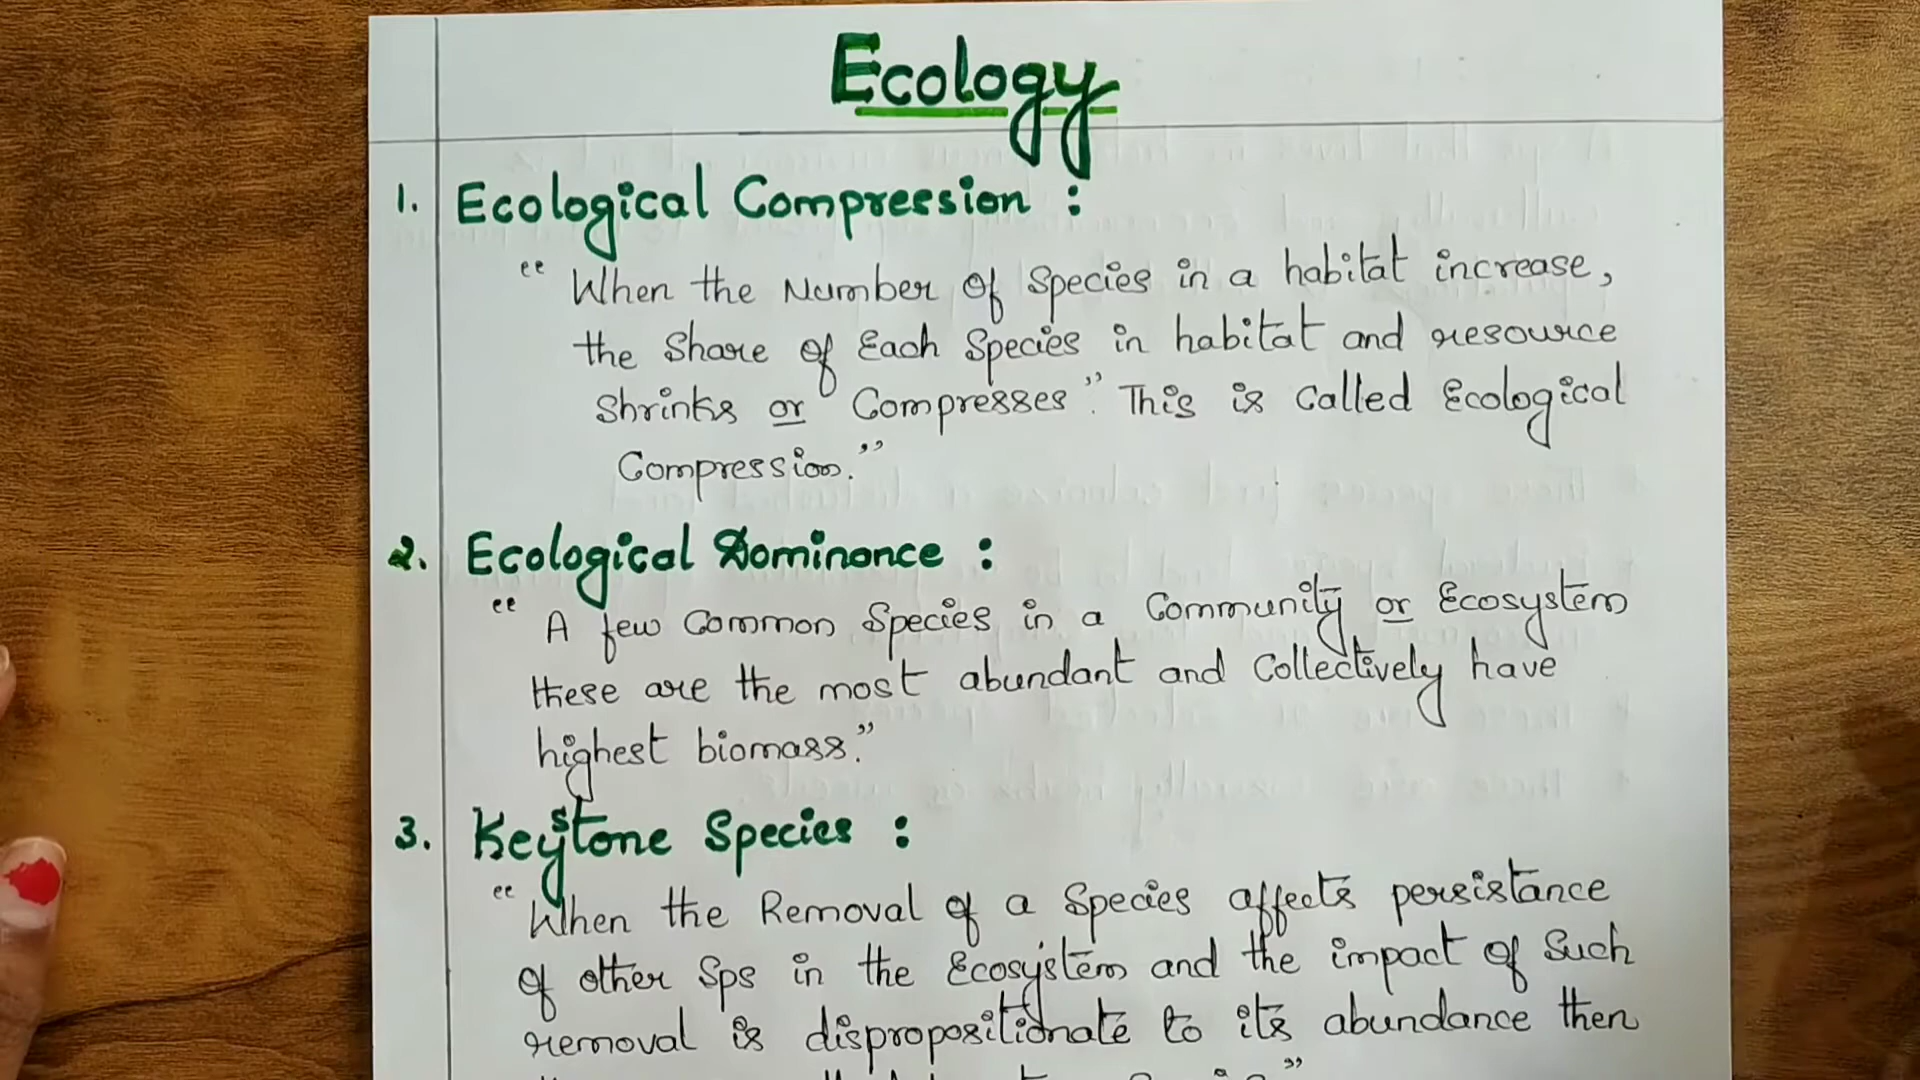 Ecology
1. Ecological Compression :
“ When the Number of Species in a habitat increase,
the Share of Each Species in habitat and resource
Shrinks or Compresses”. This is Called Ecological
Compression.”
2. Ecological Dominance :
“ A few Common Species in a Community or Ecosystem
these are the most abundant and Collectively have
highest biomass.”
3. Keystone Species :
“ When the Removal of a Species affects persistance
of other Sps in the Ecosystem and the impact of Such
removal is dispropositionate to its abundance then